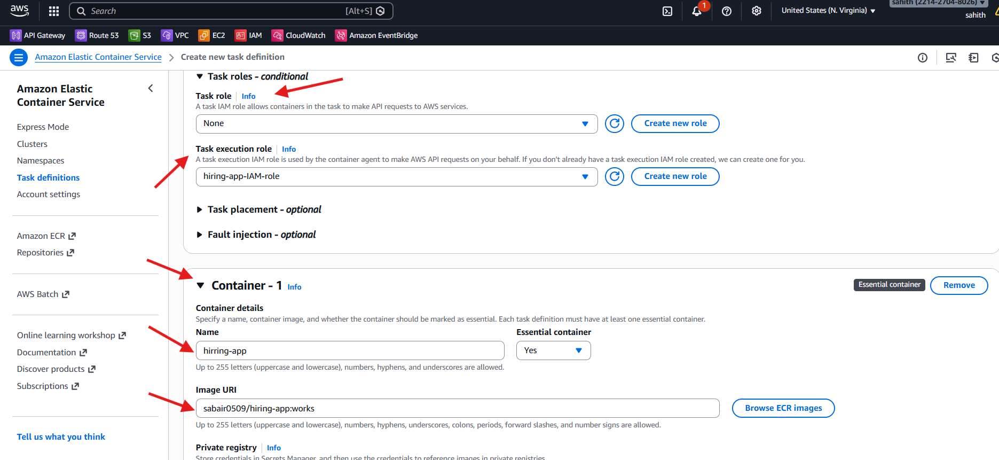 aws
Search [Alt+S]
1
United States (N. Virginia)
sahith (2214-2704-8026)
sahith
API Gateway Route 53 S3 VPC EC2 IAM CloudWatch Amazon EventBridge
Amazon Elastic Container Service > Create new task definition
Amazon Elastic
Container Service
Express Mode
Clusters
Namespaces
Task definitions
Account settings
Amazon ECR
Repositories
AWS Batch
Online learning workshop
Documentation
Discover products
Subscriptions
Tell us what you think
Task roles - conditional
Task role Info
A task IAM role allows containers in the task to make API requests to AWS services.
None Create new role
Task execution role Info
A task execution IAM role is used by the container agent to make AWS API requests on your behalf. If you don't already have a task execution IAM role created, we can create one for you.
hiring-app-IAM-role Create new role
Task placement - optional
Fault injection - optional
Container - 1 Info Essential container Remove
Container details
Specify a name, container image, and whether the container should be marked as essential. Each task definition must have at least one essential container.
Name Essential container
hirring-app Yes
Up to 255 letters (uppercase and lowercase), numbers, hyphens, and underscores are allowed.
Image URI
sabair0509/hiring-app:works Browse ECR images
Up to 255 letters (uppercase and lowercase), numbers, hyphens, underscores, colons, periods, forward slashes, and number signs are allowed.
Private registry Info
Store credentials in Secrets Manager, and then use the credentials to reference images in private registries.